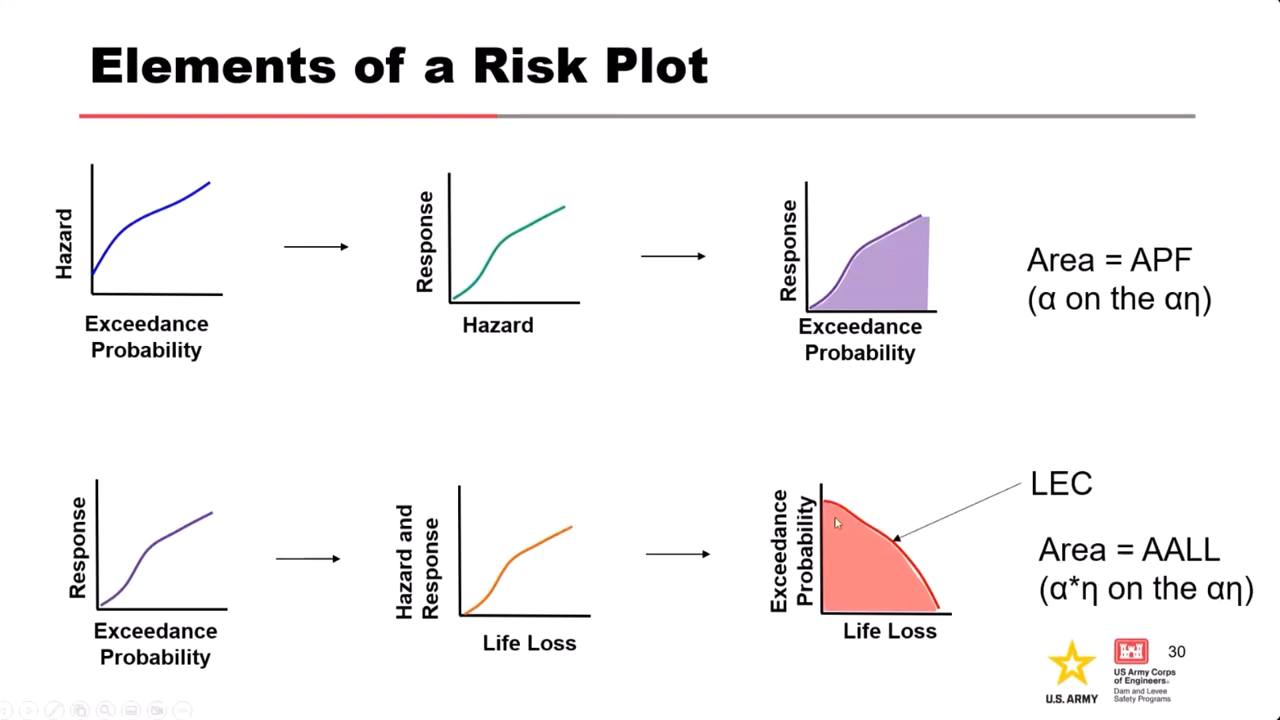 Elements of a Risk Plot
Hazard
Exceedance
Probability
Response
Hazard
Response
Exceedance
Probability
Area = APF
(α on the αη)
Response
Exceedance
Probability
Hazard and
Response
Life Loss
Exceedance
Probability
Life Loss
LEC
Area = AALL
(α*η on the αη)
U.S. ARMY
US Army Corps
of Engineers®
Dam and Levee
Safety Programs
30